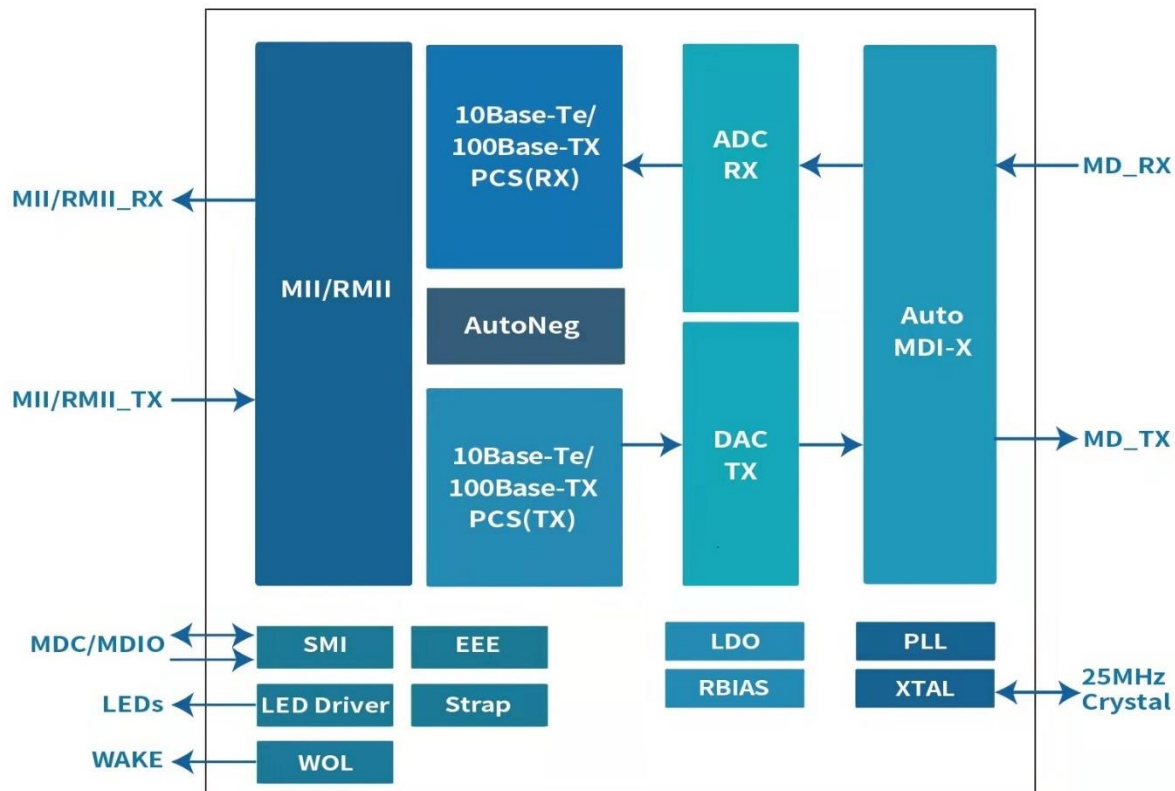 10Base-Te/
100Base-TX
PCS(RX)
ADC
RX
MD_RX
MII/RMII_RX
MII/RMII
AutoNeg
Auto
MDI-X
MII/RMII_TX
10Base-Te/
100Base-TX
PCS(TX)
DAC
TX
MD_TX
MDC/MDIO
SMI
EEE
LDO
PLL
LEDs
LED Driver
Strap
RBIAS
XTAL
25MHz
Crystal
WAKE
WOL